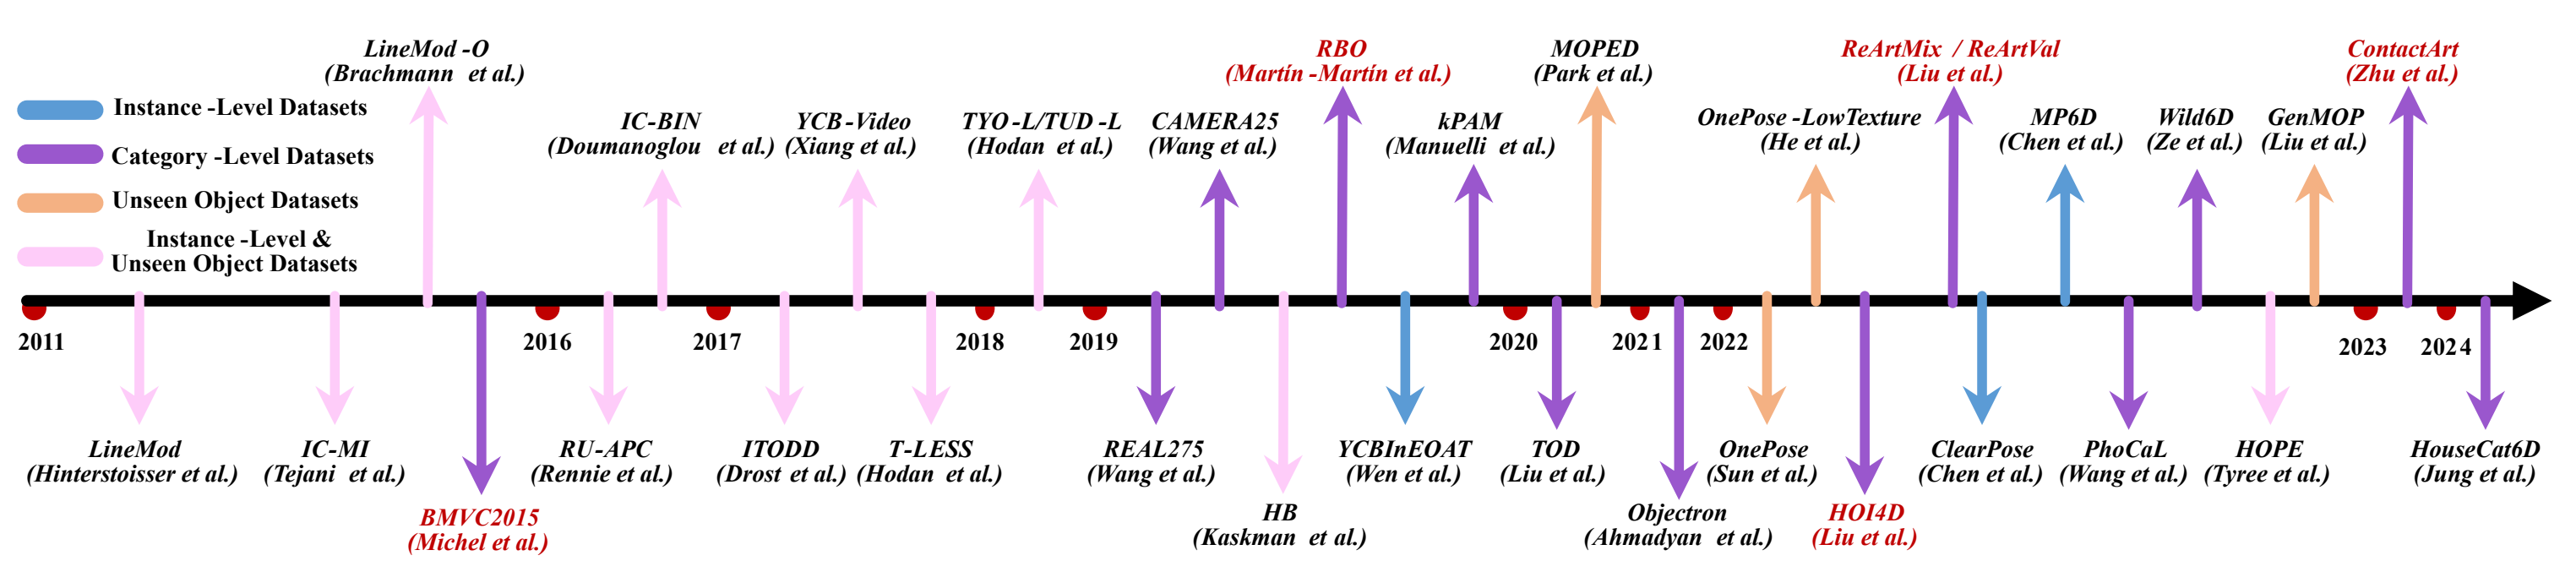 LineMod -O
(Brachmann et al.)
RBO
(Martín -Martín et al.)
MOPED
(Park et al.)
ReArtMix / ReArtVal
(Liu et al.)
ContactArt
(Zhu et al.)
Instance -Level Datasets
Category -Level Datasets
Unseen Object Datasets
Instance -Level &
Unseen Object Datasets
IC-BIN
(Doumanoglou et al.)
YCB -Video
(Xiang et al.)
TYO -L/TUD -L
(Hodan et al.)
CAMERA25
(Wang et al.)
kPAM
(Manuelli et al.)
OnePose -LowTexture
(He et al.)
MP6D
(Chen et al.)
Wild6D
(Ze et al.)
GenMOP
(Liu et al.)
2011
2016
2017
2018
2019
2020
2021
2022
2023
2024
LineMod
(Hinterstoisser et al.)
IC-MI
(Tejani et al.)
BMVC2015
(Michel et al.)
RU-APC
(Rennie et al.)
ITODD
(Drost et al.)
T-LESS
(Hodan et al.)
REAL275
(Wang et al.)
HB
(Kaskman et al.)
YCBInEOAT
(Wen et al.)
TOD
(Liu et al.)
Objectron
(Ahmadyan et al.)
OnePose
(Sun et al.)
HOI4D
(Liu et al.)
ClearPose
(Chen et al.)
PhoCaL
(Wang et al.)
HOPE
(Tyree et al.)
HouseCat6D
(Jung et al.)